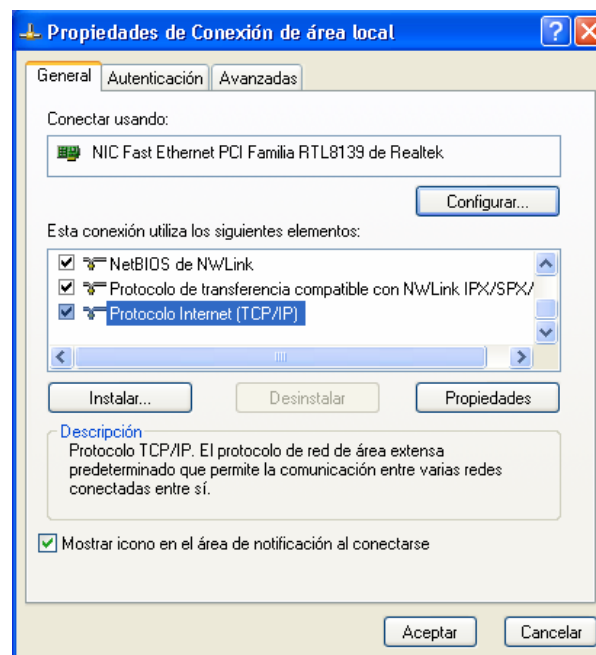 Propiedades de Conexión de área local
General Autenticación Avanzadas
Conectar usando:
NIC Fast Ethernet PCI Familia RTL8139 de Realtek
Configurar...
Esta conexión utiliza los siguientes elementos:
NetBIOS de NWLink
Protocolo de transferencia compatible con NWLink IPX/SPX/
Protocolo Internet (TCP/IP)
Instalar... Desinstalar Propiedades
Descripción
Protocolo TCP/IP. El protocolo de red de área extensa
predeterminado que permite la comunicación entre varias redes
conectadas entre sí.
Mostrar icono en el área de notificación al conectarse
Aceptar Cancelar